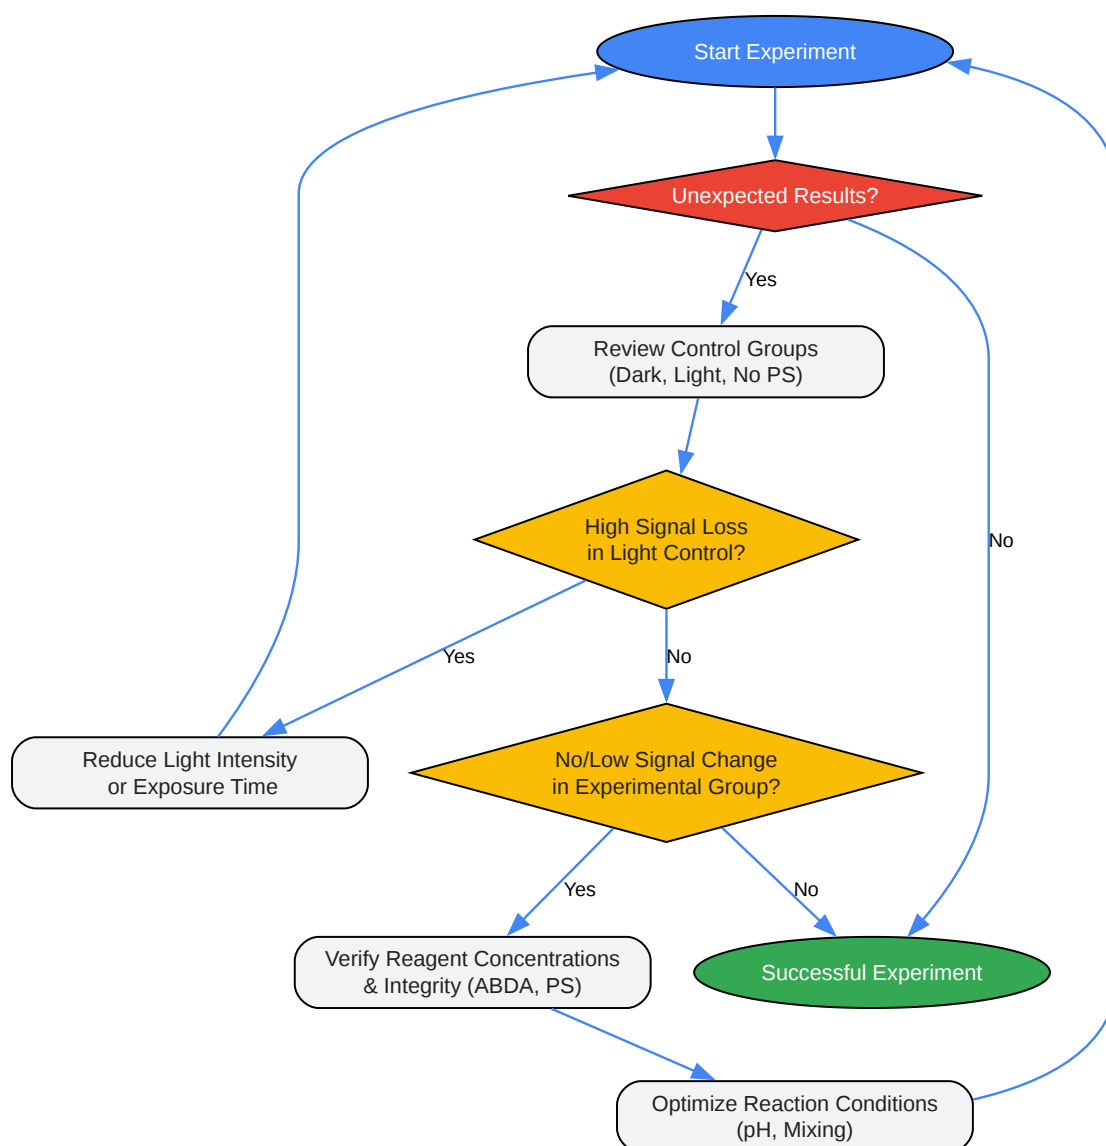 Start Experiment
Unexpected Results?
Yes
Review Control Groups
(Dark, Light, No PS)
High Signal Loss
in Light Control?
No
Yes
No
Reduce Light Intensity
or Exposure Time
No/Low Signal Change
in Experimental Group?
Yes
No
Verify Reagent Concentrations
& Integrity (ABDA, PS)
Successful Experiment
Optimize Reaction Conditions
(pH, Mixing)